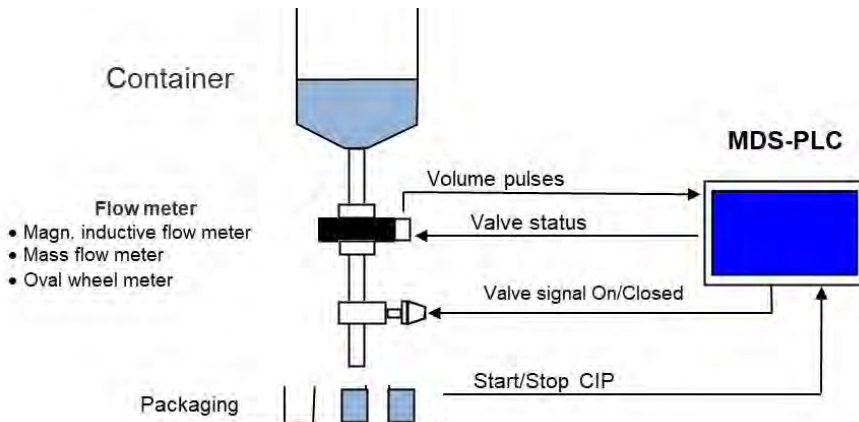 Container
MDS-PLC
Volume pulses
Flow meter
• Magn. inductive flow meter
• Mass flow meter
• Oval wheel meter
Valve status
Valve signal On/Closed
Start/Stop CIP
Packaging